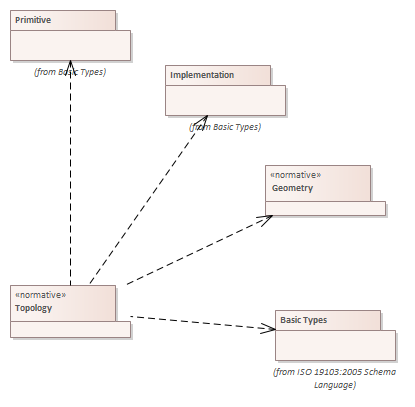 Primitive
(from Basic Types)
Implementation
(from Basic Types)
«normative»
Geometry
«normative»
Topology
Basic Types
(from ISO 19103:2005 Schema
Language)